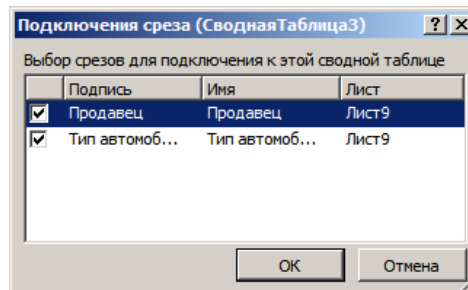 Подключения среза (СводнаяТаблица3)
Выбор срезов для подключения к этой сводной таблице
Подпись Имя Лист
Продавец Продавец Лист9
Тип автомоб... Тип автомоб... Лист9
ОК Отмена